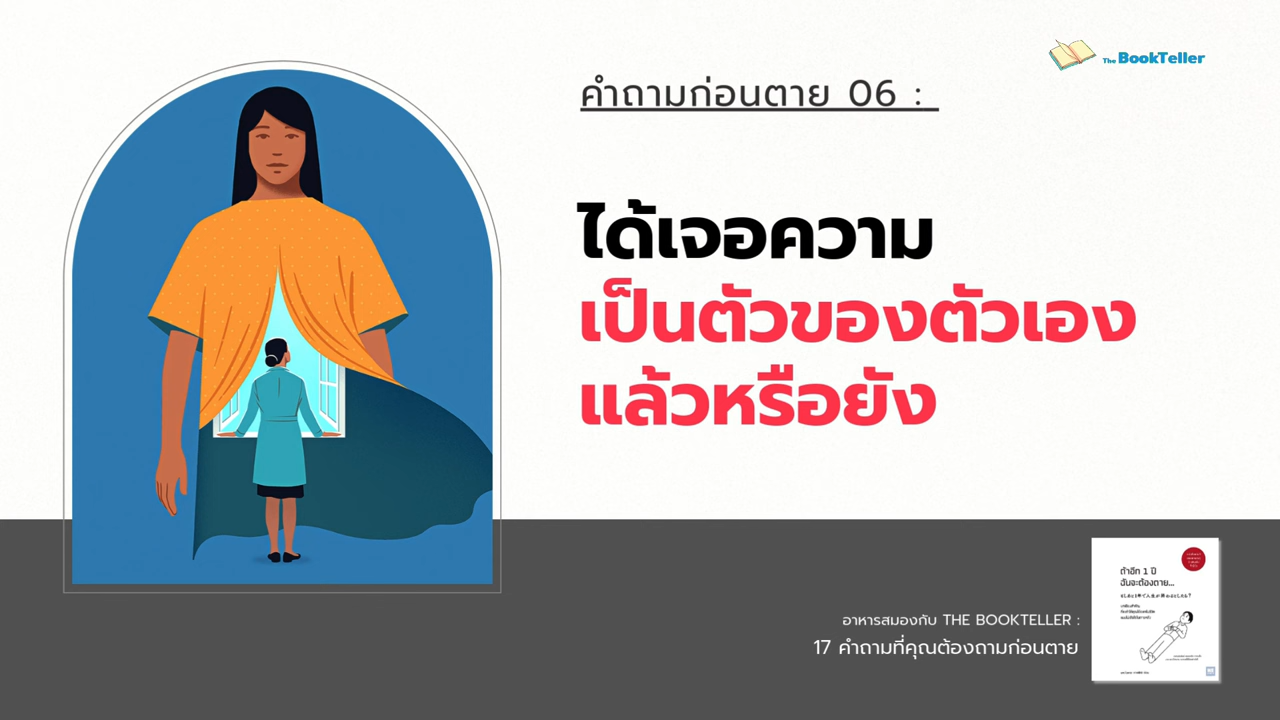 The BookTeller
คำถามก่อนตาย 06 :
ได้เจอความ
เป็นตัวของตัวเอง
แล้วหรือยัง
อาหารสมองกับ THE BOOKTELLER :
17 คำถามที่คุณต้องถามก่อนตาย
ถ้าอีก 1 ปี
ฉันจะต้องตาย...